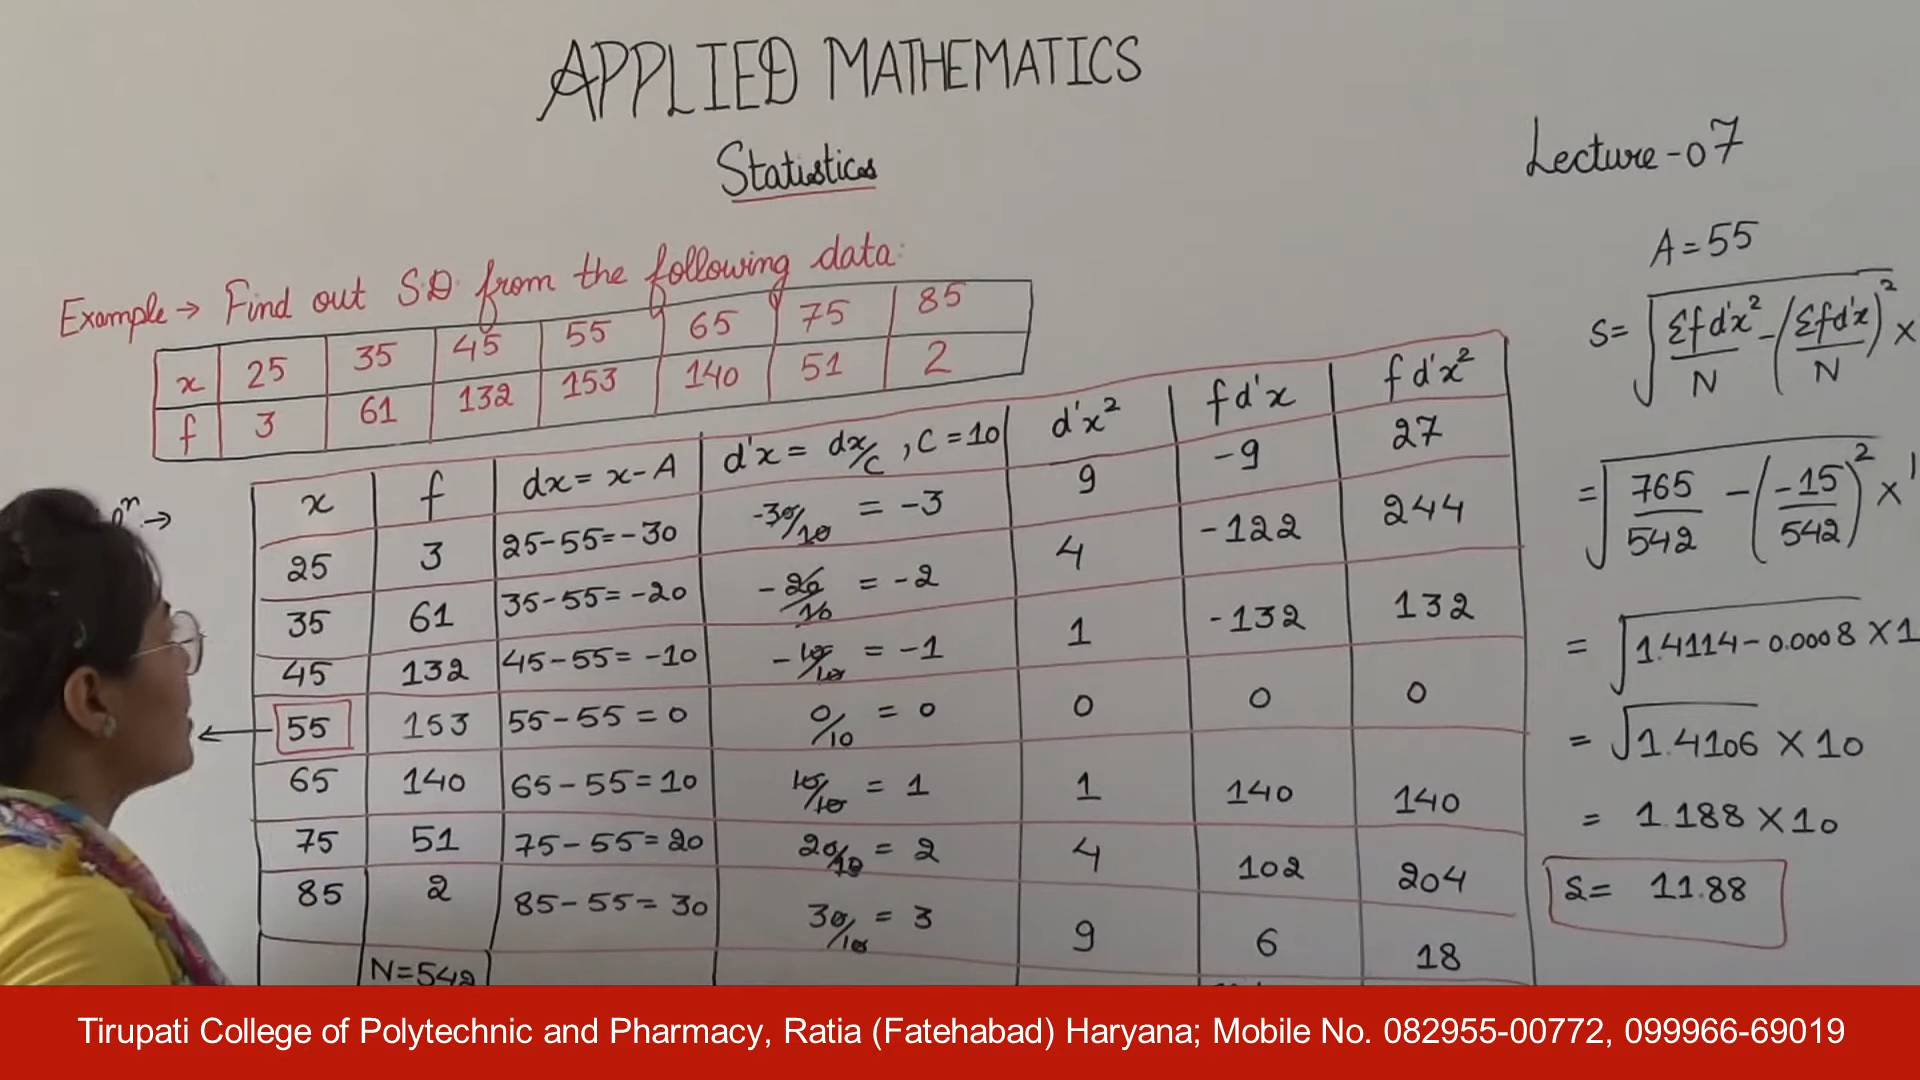 APPLIED MATHEMATICS
Statistics
Lecture-07
Example → Find out S.D. from the following data:
x 25 35 45 55 65 75 85
f 3 61 132 153 140 51 2
x f dx = x-A d'x = dx/c , C = 10 d'x² fd'x fd'x²
25 3 25-55=-30 -30/10 = -3 9 -9 27
35 61 35-55=-20 -20/10 = -2 4 -122 244
45 132 45-55=-10 -10/10 = -1 1 -132 132
55 153 55-55=0 0/10 = 0 0 0 0
65 140 65-55=10 10/10 = 1 1 140 140
75 51 75-55=20 20/10 = 2 4 102 204
85 2 85-55=30 30/10 = 3 9 6 18
N=542
A=55
S= √Σfd'x²/N - (Σfd'x/N)² ×
= √765/542 - (-15/542)² ×1
= √1.4114-0.0008 ×1
= √1.4106 × 10
= 1.188 × 10
S= 11.88
Tirupati College of Polytechnic and Pharmacy, Ratia (Fatehabad) Haryana; Mobile No. 082955-00772, 099966-69019